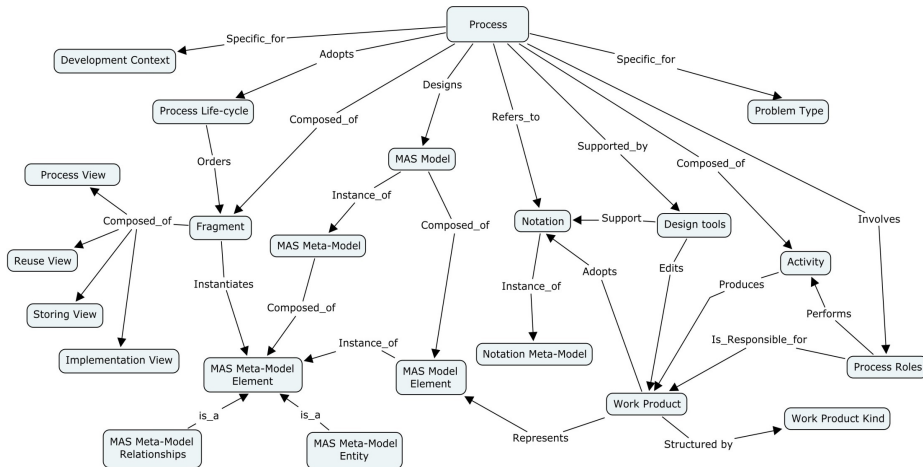 Process
Specific_for
Development Context
Adopts
Specific_for
Designs
Process Life-cycle
Problem Type
Composed_of
Refers_to
Supported_by
Orders
MAS Model
Composed_of
Process View
Instance_of
Composed_of
Fragment
Composed_of
Notation
Support
Design tools
Involves
MAS Meta-Model
Reuse View
Activity
Adopts
Edits
Instantiates
Instance_of
Produces
Composed_of
Storing View
Performs
Instance_of
Is_Responsible_for
Implementation View
Notation Meta-Model
MAS Meta-Model
Element
MAS Model
Element
Process Roles
Work Product
is_a
is_a
Work Product Kind
MAS Meta-Model
Relationships
MAS Meta-Model
Entity
Represents
Structured by